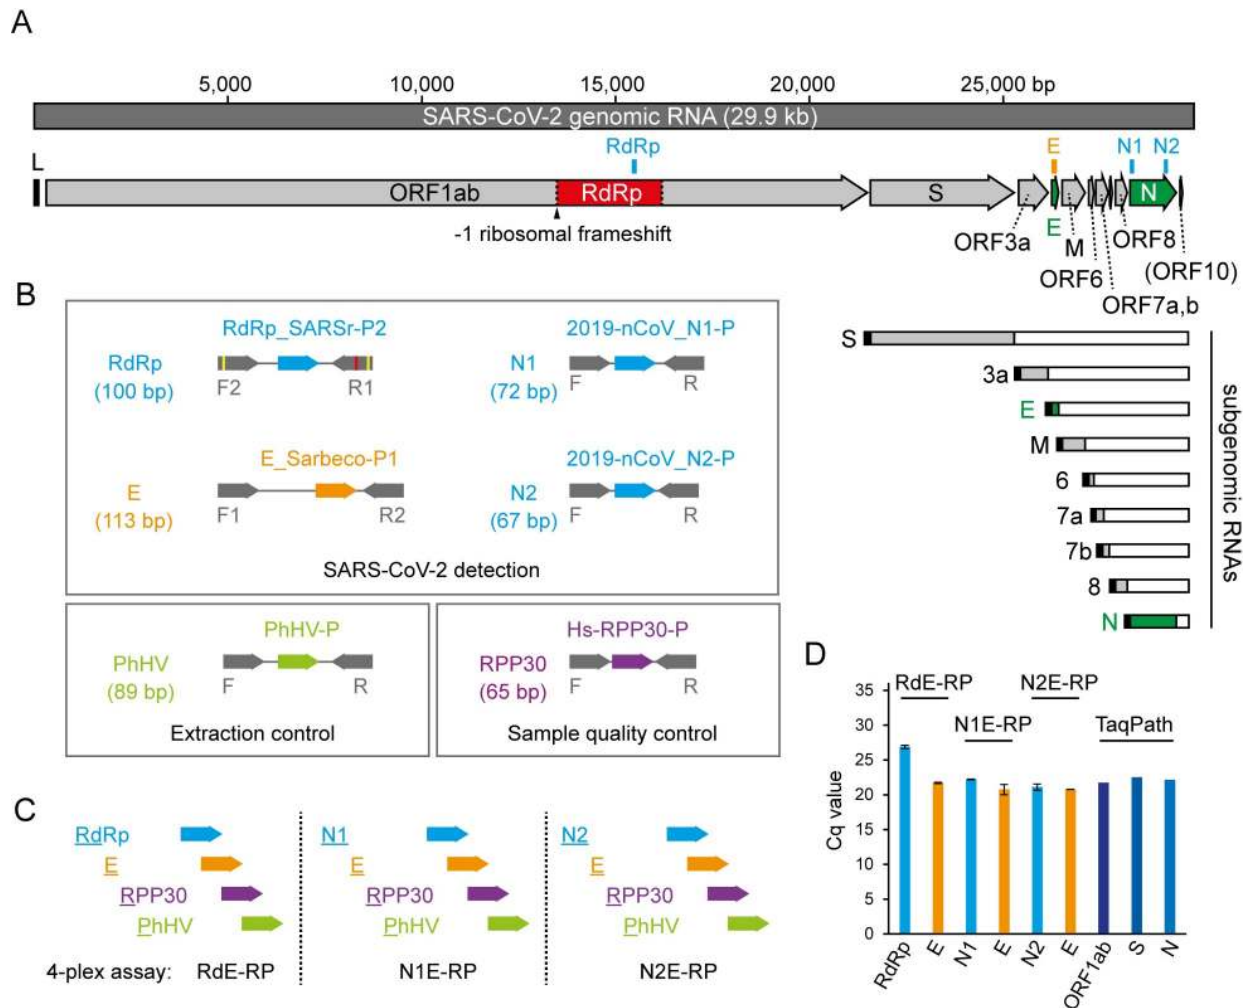 A
5,000 10,000 15,000 20,000 25,000 bp
SARS-CoV-2 genomic RNA (29.9 kb)
L RdRp E N1 N2
ORF1ab RdRp S N
-1 ribosomal frameshift
ORF3a E M ORF8
ORF6 (ORF10)
ORF7a,b
S
3a
E
M
6
7a
7b
8
N
subgenomic RNAs
B
RdRp_SARSr-P2
RdRp
(100 bp)
F2 R1
2019-nCoV_N1-P
N1
(72 bp)
F R
E_Sarbeco-P1
E
(113 bp)
F1 R2
2019-nCoV_N2-P
N2
(67 bp)
F R
SARS-CoV-2 detection
PhHV-P
PhHV
(89 bp)
F R
Extraction control
Hs-RPP30-P
RPP30
(65 bp)
F R
Sample quality control
C
RdRp
E
RPP30
PhHV
N1
E
RPP30
PhHV
N2
E
RPP30
PhHV
4-plex assay: RdE-RP N1E-RP N2E-RP
D
RdE-RP N2E-RP
N1E-RP TaqPath
Cq value
35
30
25
20
15
10
5
0
RdRp E N1 E N2 E ORF1ab S N